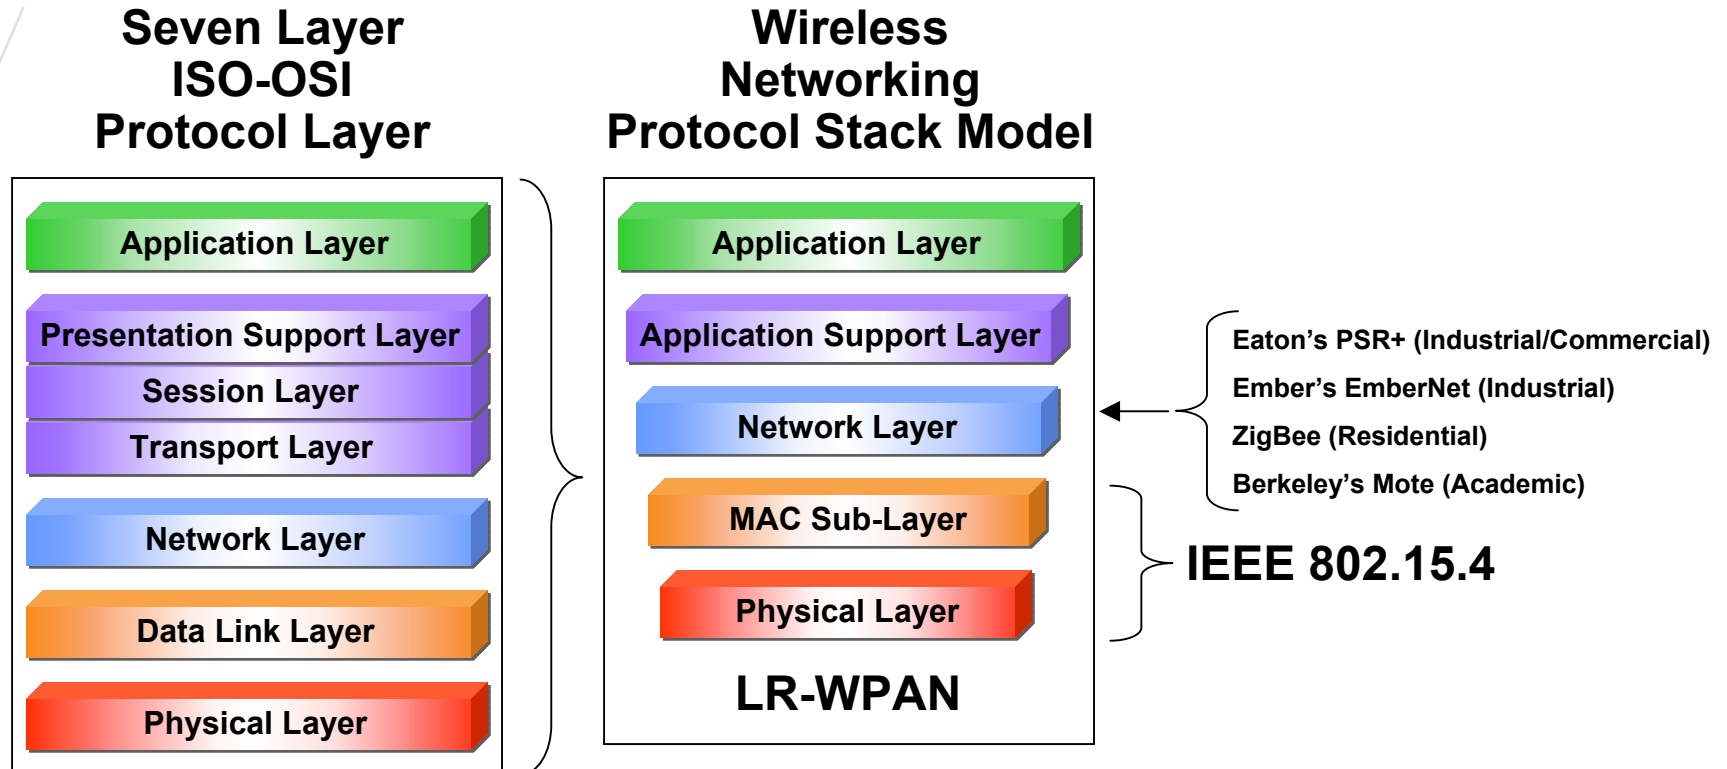 Seven Layer
ISO-OSI
Protocol Layer
Application Layer
Presentation Support Layer
Session Layer
Transport Layer
Network Layer
Data Link Layer
Physical Layer
Wireless
Networking
Protocol Stack Model
Application Layer
Application Support Layer
Network Layer
MAC Sub-Layer
Physical Layer
LR-WPAN
Eaton’s PSR+ (Industrial/Commercial)
Ember’s EmberNet (Industrial)
ZigBee (Residential)
Berkeley’s Mote (Academic)
IEEE 802.15.4